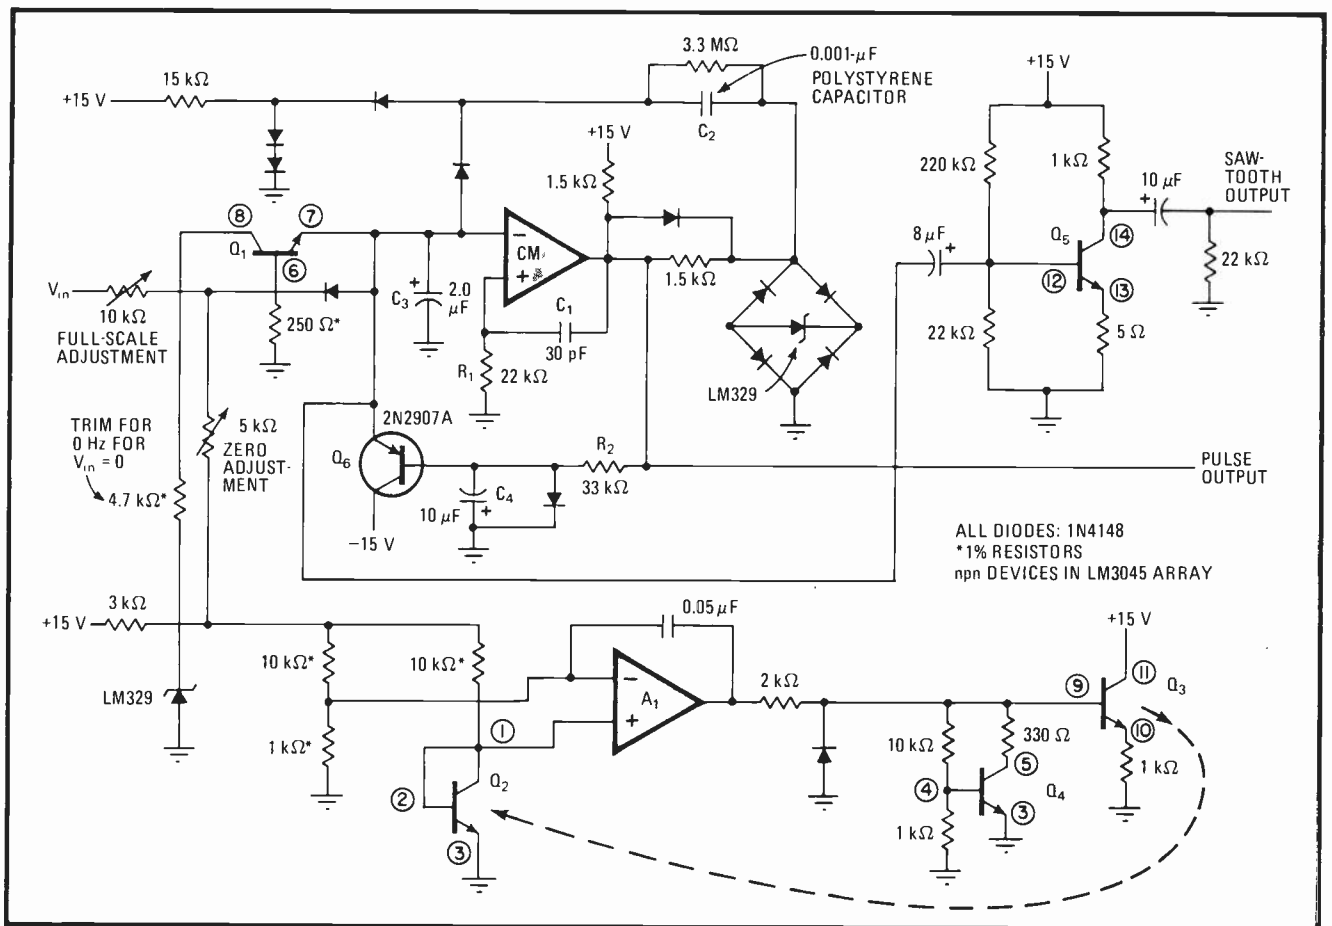 3.3 MΩ
0.001-μF
POLYSTYRENE
CAPACITOR
C2
15 kΩ
+15 V
+15 V
1.5 kΩ
+15 V
220 kΩ
1 kΩ
SAW-
TOOTH
OUTPUT
10 μF
+
8 μF
+
Q5
14
12
13
22 kΩ
22 kΩ
5 Ω
8
7
Q1
6
Vin
10 kΩ
FULL-SCALE
ADJUSTMENT
250 Ω*
+
C3
2.0
μF
−
CM
+
C1
30 pF
R1
22 kΩ
1.5 kΩ
LM329
TRIM FOR
0 Hz FOR
Vin = 0
4.7 kΩ*
5 kΩ
ZERO
ADJUST-
MENT
2N2907A
Q6
−15 V
C4
10 μF
+
R2
33 kΩ
PULSE
OUTPUT
ALL DIODES: 1N4148
*1% RESISTORS
npn DEVICES IN LM3045 ARRAY
+15 V
3 kΩ
LM329
10 kΩ*
1 kΩ*
10 kΩ*
1
2
Q2
3
0.05 μF
−
A1
+
2 kΩ
10 kΩ
330 Ω
4
5
Q4
3
1 kΩ
+15 V
11
9
Q3
10
1 kΩ